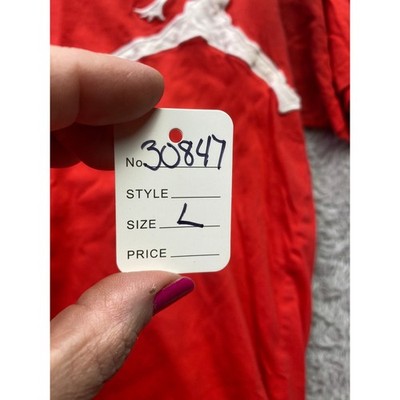 No 30847
STYLE
SIZE L
PRICE